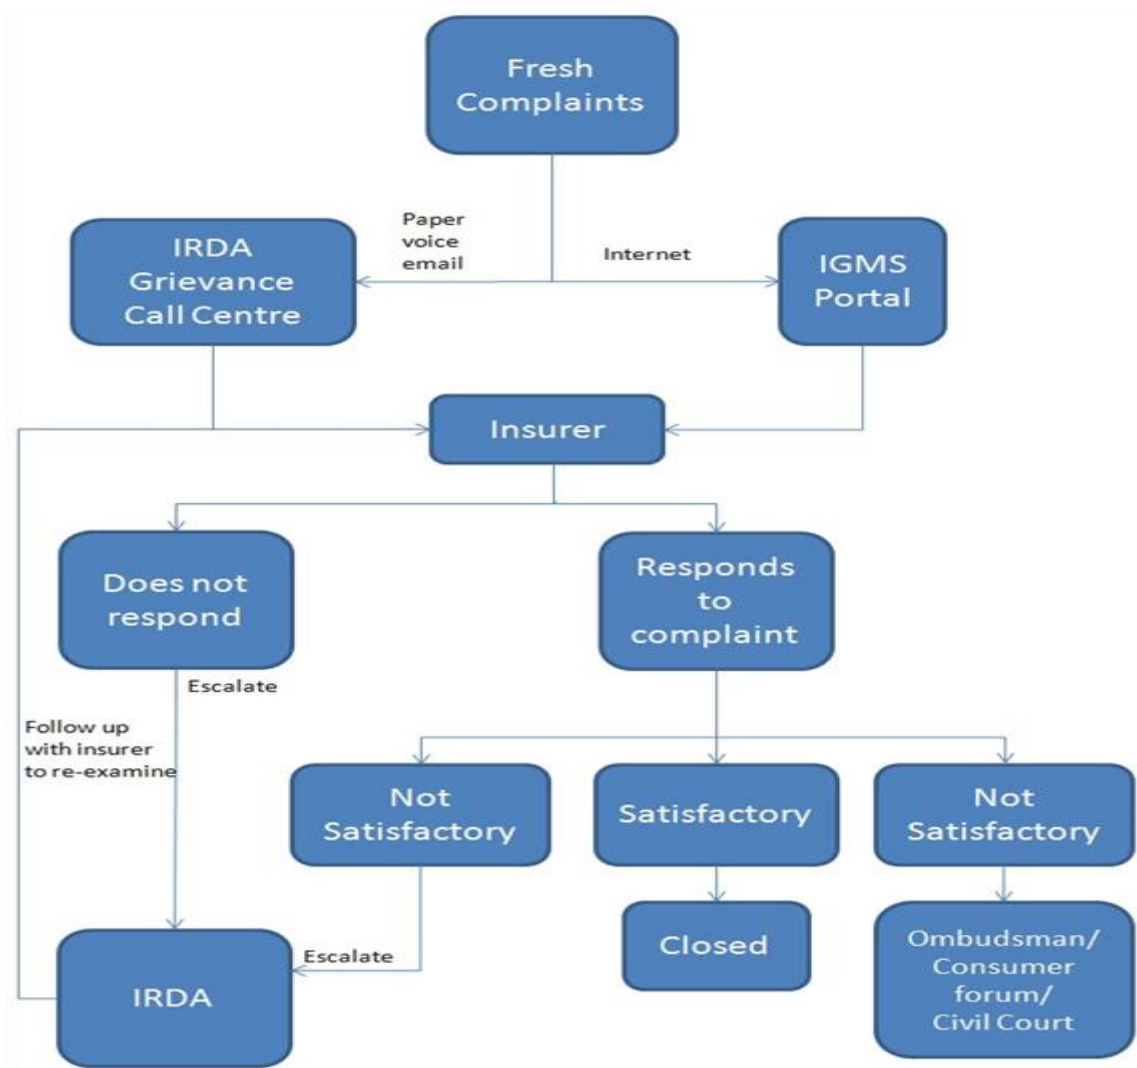 Fresh
Complaints
Paper
voice
email
Internet
IRDA
Grievance
Call Centre
IGMS
Portal
Insurer
Does not
respond
Responds
to
complaint
Escalate
Follow up
with insurer
to re-examine
Not
Satisfactory
Satisfactory
Not
Satisfactory
Escalate
IRDA
Closed
Ombudsman/
Consumer
forum/
Civil Court